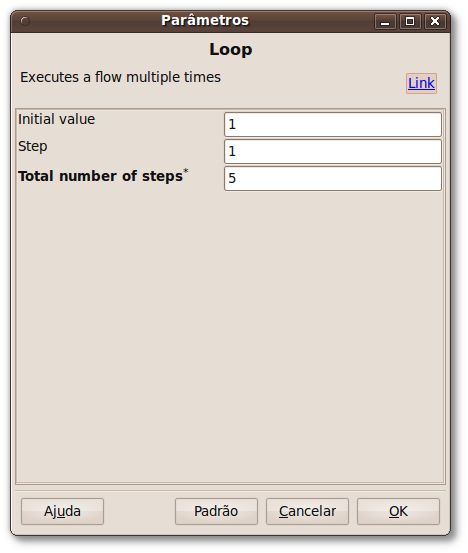 Parâmetros
Loop
Executes a flow multiple times
Link
Initial value 1
Step 1
Total number of steps* 5
Ajuda Padrão Cancelar OK